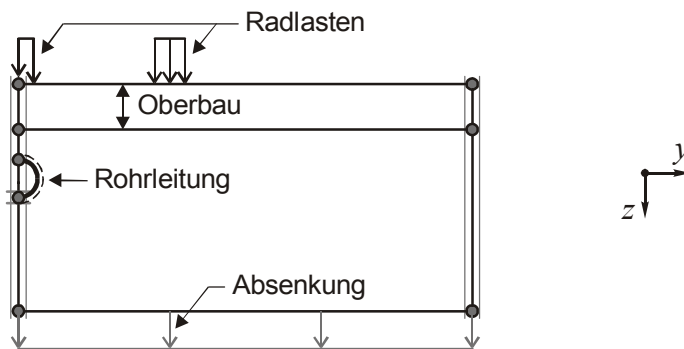 Radlasten
Oberbau
y
Rohrleitung
z
Absenkung